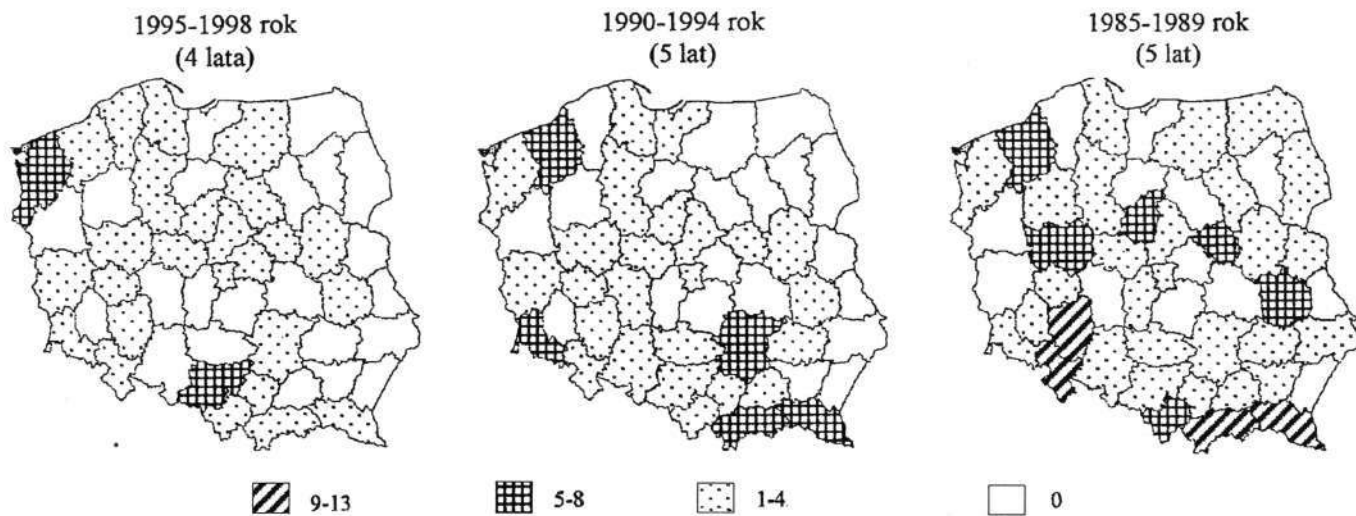 1995-1998 rok
(4 lata)
1990-1994 rok
(5 lat)
1985-1989 rok
(5 lat)
9-13
5-8
1-4
0